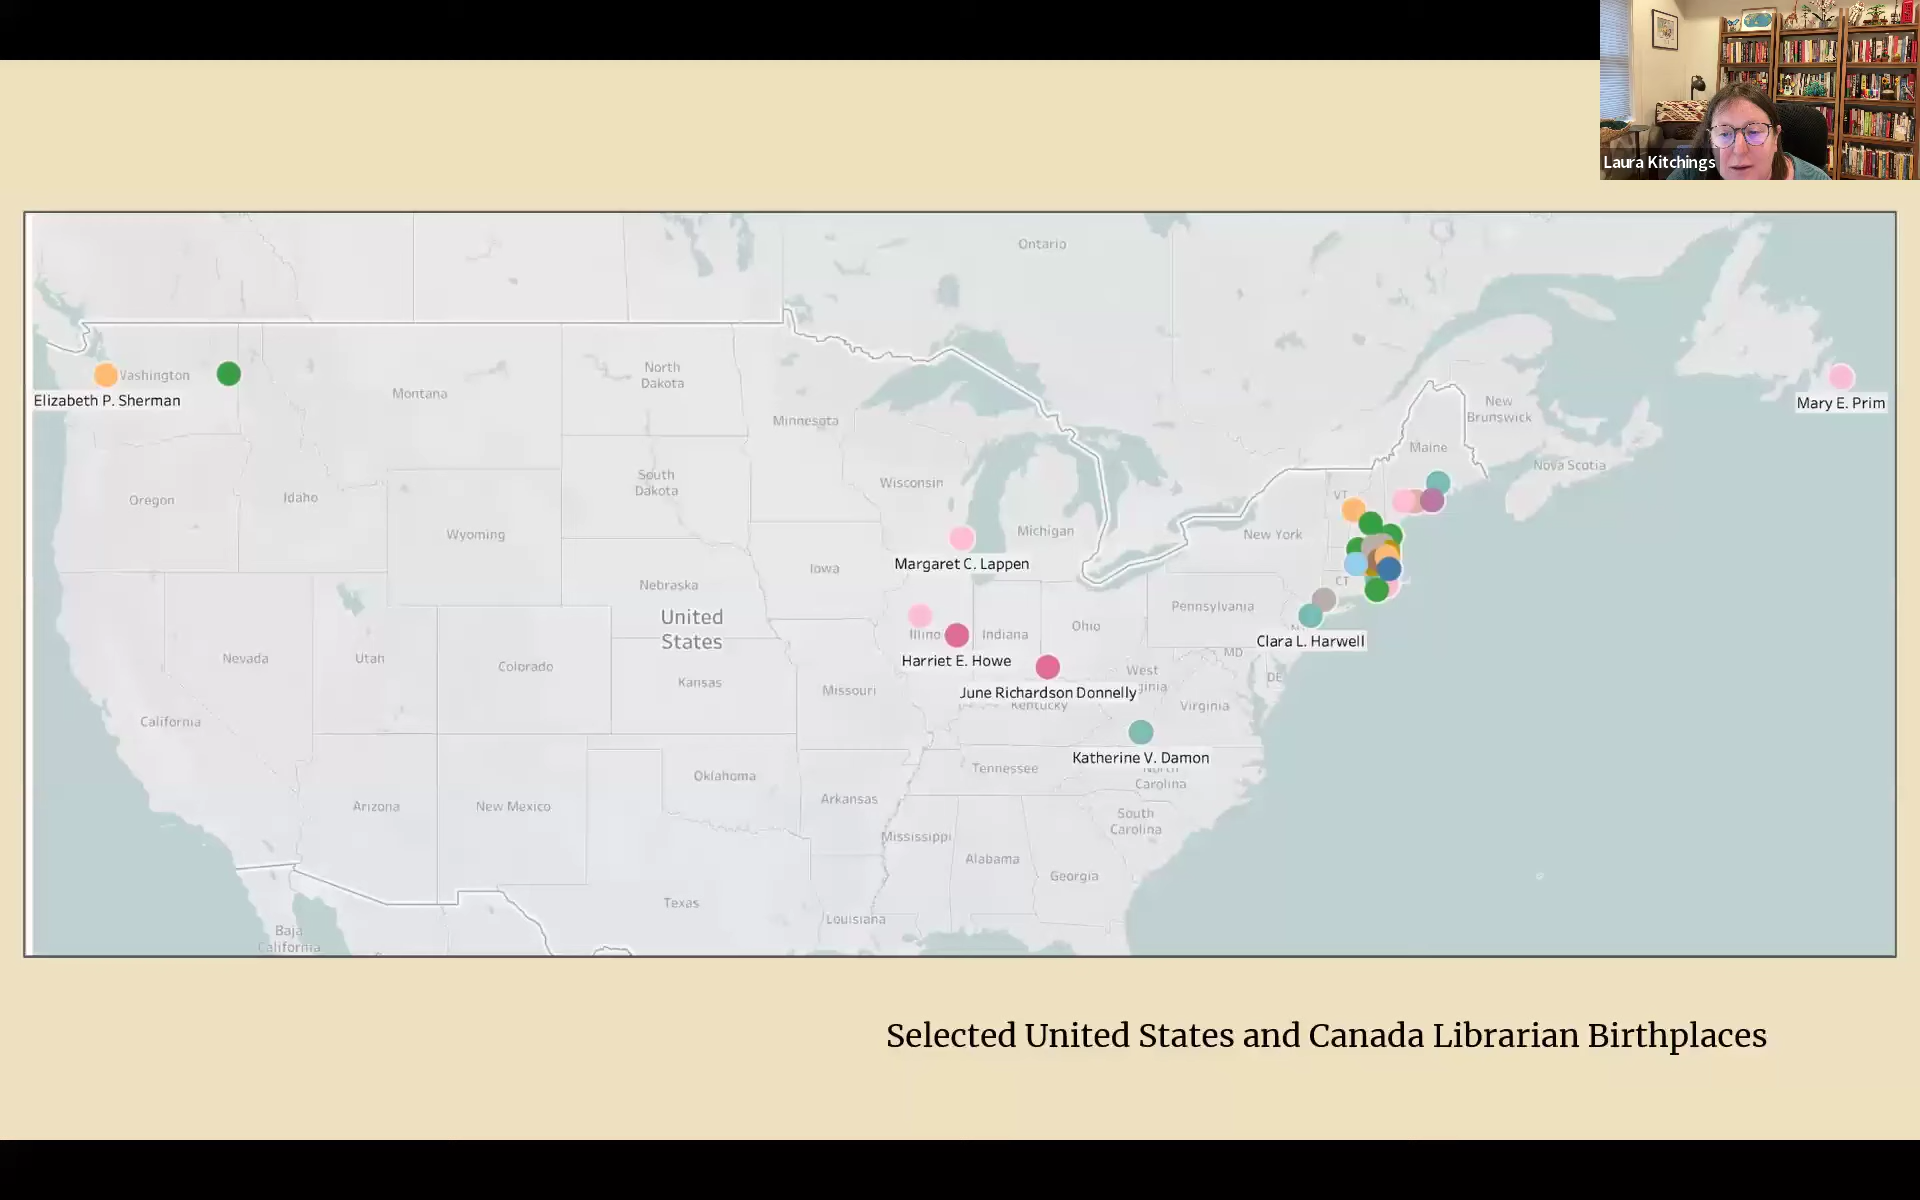 Laura Kitchings
Ontario
Washington
Elizabeth P. Sherman
Montana
North
Dakota
Minnesota
Mary E. Prim
New
Brunswick
Maine
Nova Scotia
Oregon
Idaho
South
Dakota
Wisconsin
VT
Wyoming
Michigan
New York
Margaret C. Lappen
Iowa
Nebraska
CT
United
States
Pennsylvania
Illino
Indiana
Ohio
Clara L. Harwell
Nevada
Utah
Colorado
Harriet E. Howe
MD
Kansas
West
ginia
DE
Missouri
June Richardson Donnelly
Kentucky
Virginia
California
Katherine V. Damon
Oklahoma
Tennessee
North
Carolina
Arizona
New Mexico
Arkansas
South
Carolina
Mississippi
Alabama
Georgia
Texas
Louisiana
Baja
California
Selected United States and Canada Librarian Birthplaces